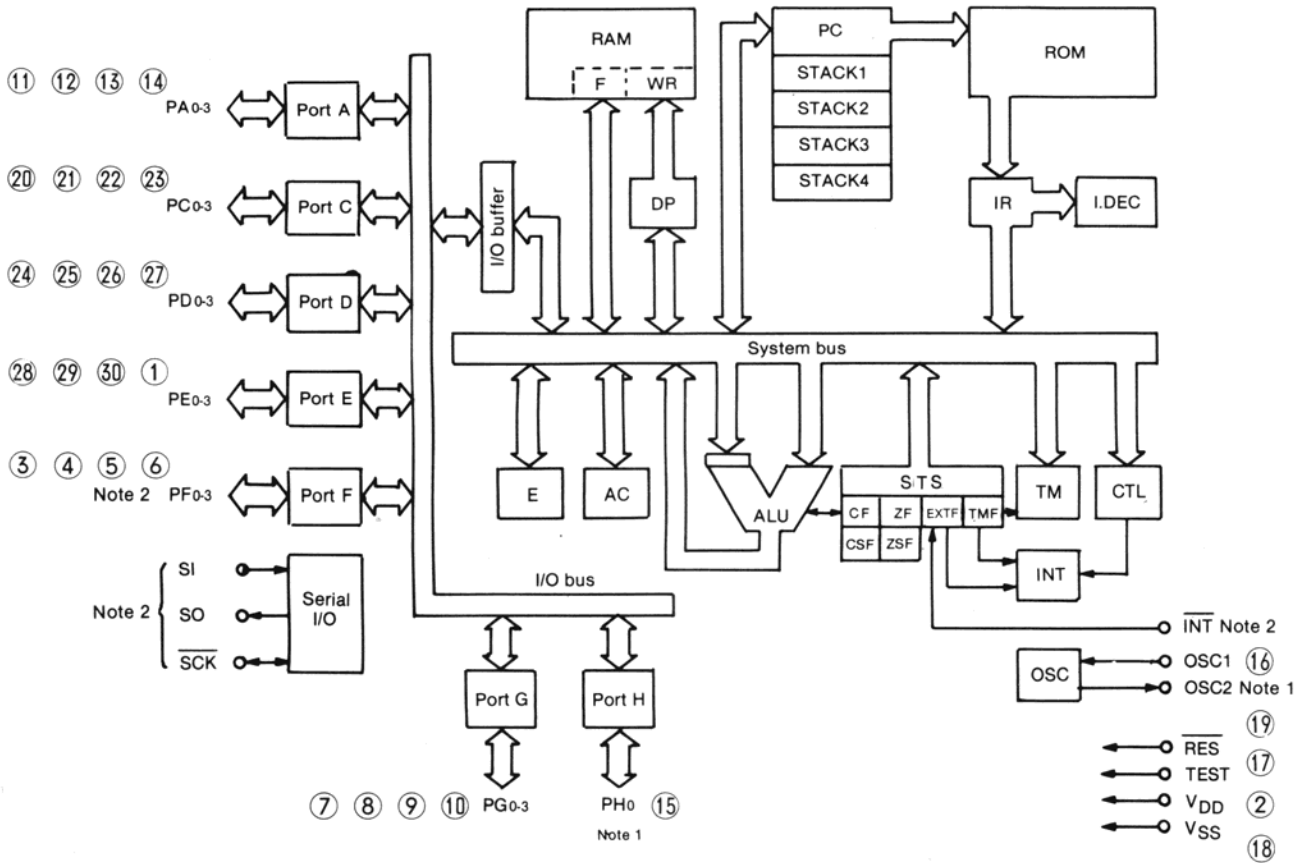 RAM
F WR
PC
STACK1
STACK2
STACK3
STACK4
ROM
⑪ ⑫ ⑬ ⑭
PA0-3 Port A
⑳ ㉑ ㉒ ㉓
PC0-3 Port C
I/O buffer
DP
IR
I.DEC
㉔ ㉕ ㉖ ㉗
PD0-3 Port D
System bus
㉘ ㉙ ㉚ ①
PE0-3 Port E
③ ④ ⑤ ⑥
Note 2 PF0-3 Port F
E
AC
ALU
STS
CF ZF EXTF TMF
CSF ZSF
TM
CTL
INT
Note 2
SI
SO
SCK
Serial
I/O
I/O bus
INT Note 2
OSC
OSC1 ⑯
OSC2 Note 1
Port G
Port H
⑲
RES
⑰
TEST
VDD ②
VSS
⑱
⑦ ⑧ ⑨ ⑩ PG0-3
PH0 ⑮
Note 1